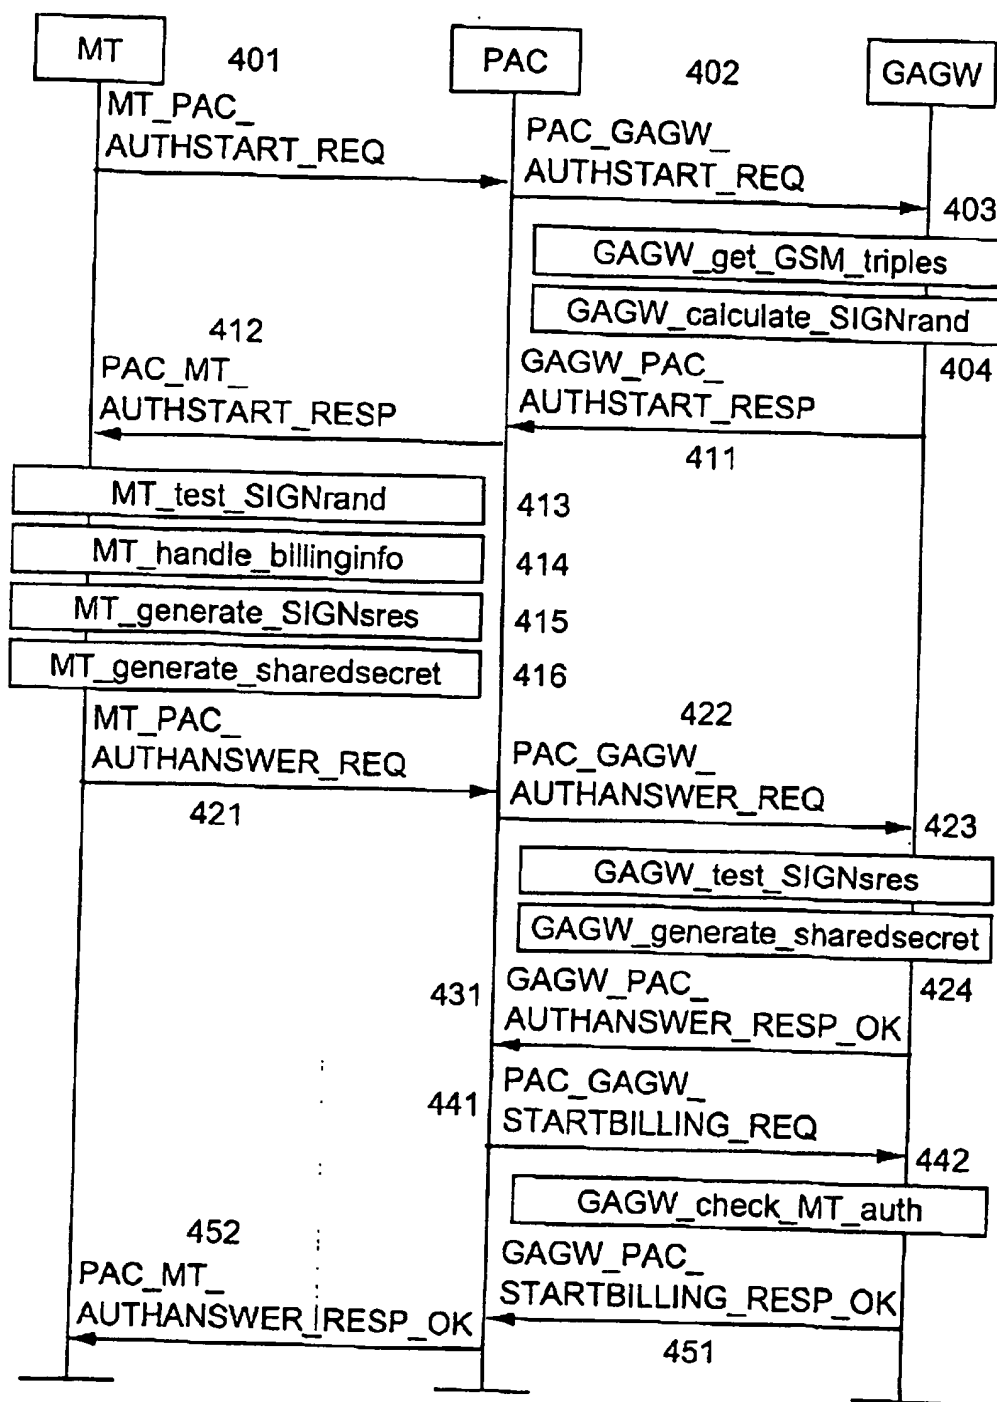 MT
401
PAC
402
GAGW
MT_PAC_
AUTHSTART_REQ
PAC_GAGW_
AUTHSTART_REQ
403
GAGW_get_GSM_triples
GAGW_calculate_SIGNrand
404
412
PAC_MT_
AUTHSTART_RESP
GAGW_PAC_
AUTHSTART_RESP
411
MT_test_SIGNrand
413
MT_handle_billinginfo
414
MT_generate_SIGNsres
415
MT_generate_sharedsecret
416
MT_PAC_
AUTHANSWER_REQ
421
422
PAC_GAGW_
AUTHANSWER_REQ
423
GAGW_test_SIGNsres
GAGW_generate_sharedsecret
424
431
GAGW_PAC_
AUTHANSWER_RESP_OK
441
PAC_GAGW_
STARTBILLING_REQ
442
GAGW_check_MT_auth
452
PAC_MT_
AUTHANSWER_RESP_OK
GAGW_PAC_
STARTBILLING_RESP_OK
451